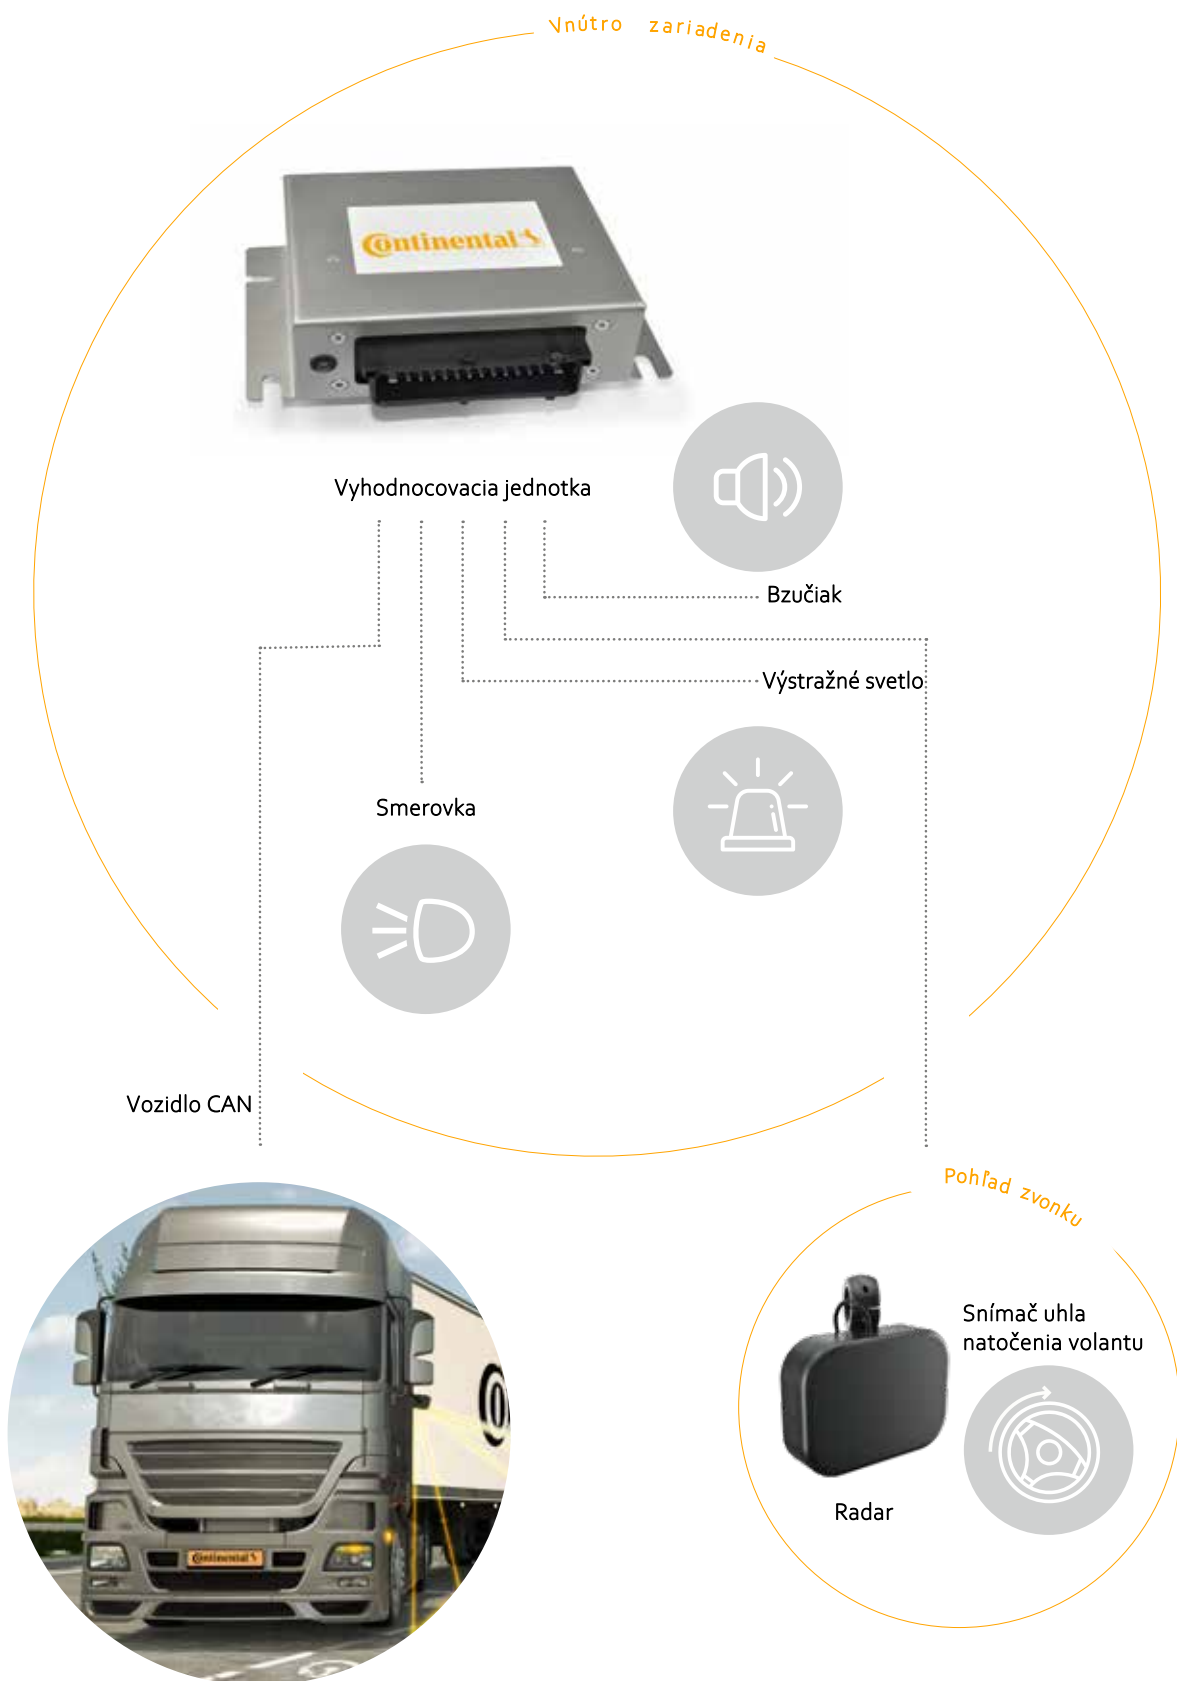 Vnútro zariadenia
Continental
Vyhodnocovacia jednotka
Bzučiak
Výstražné svetlo
Smerovka
Vozidlo CAN
Pohľad zvonku
Snímač uhla
natočenia volantu
Radar
Continental